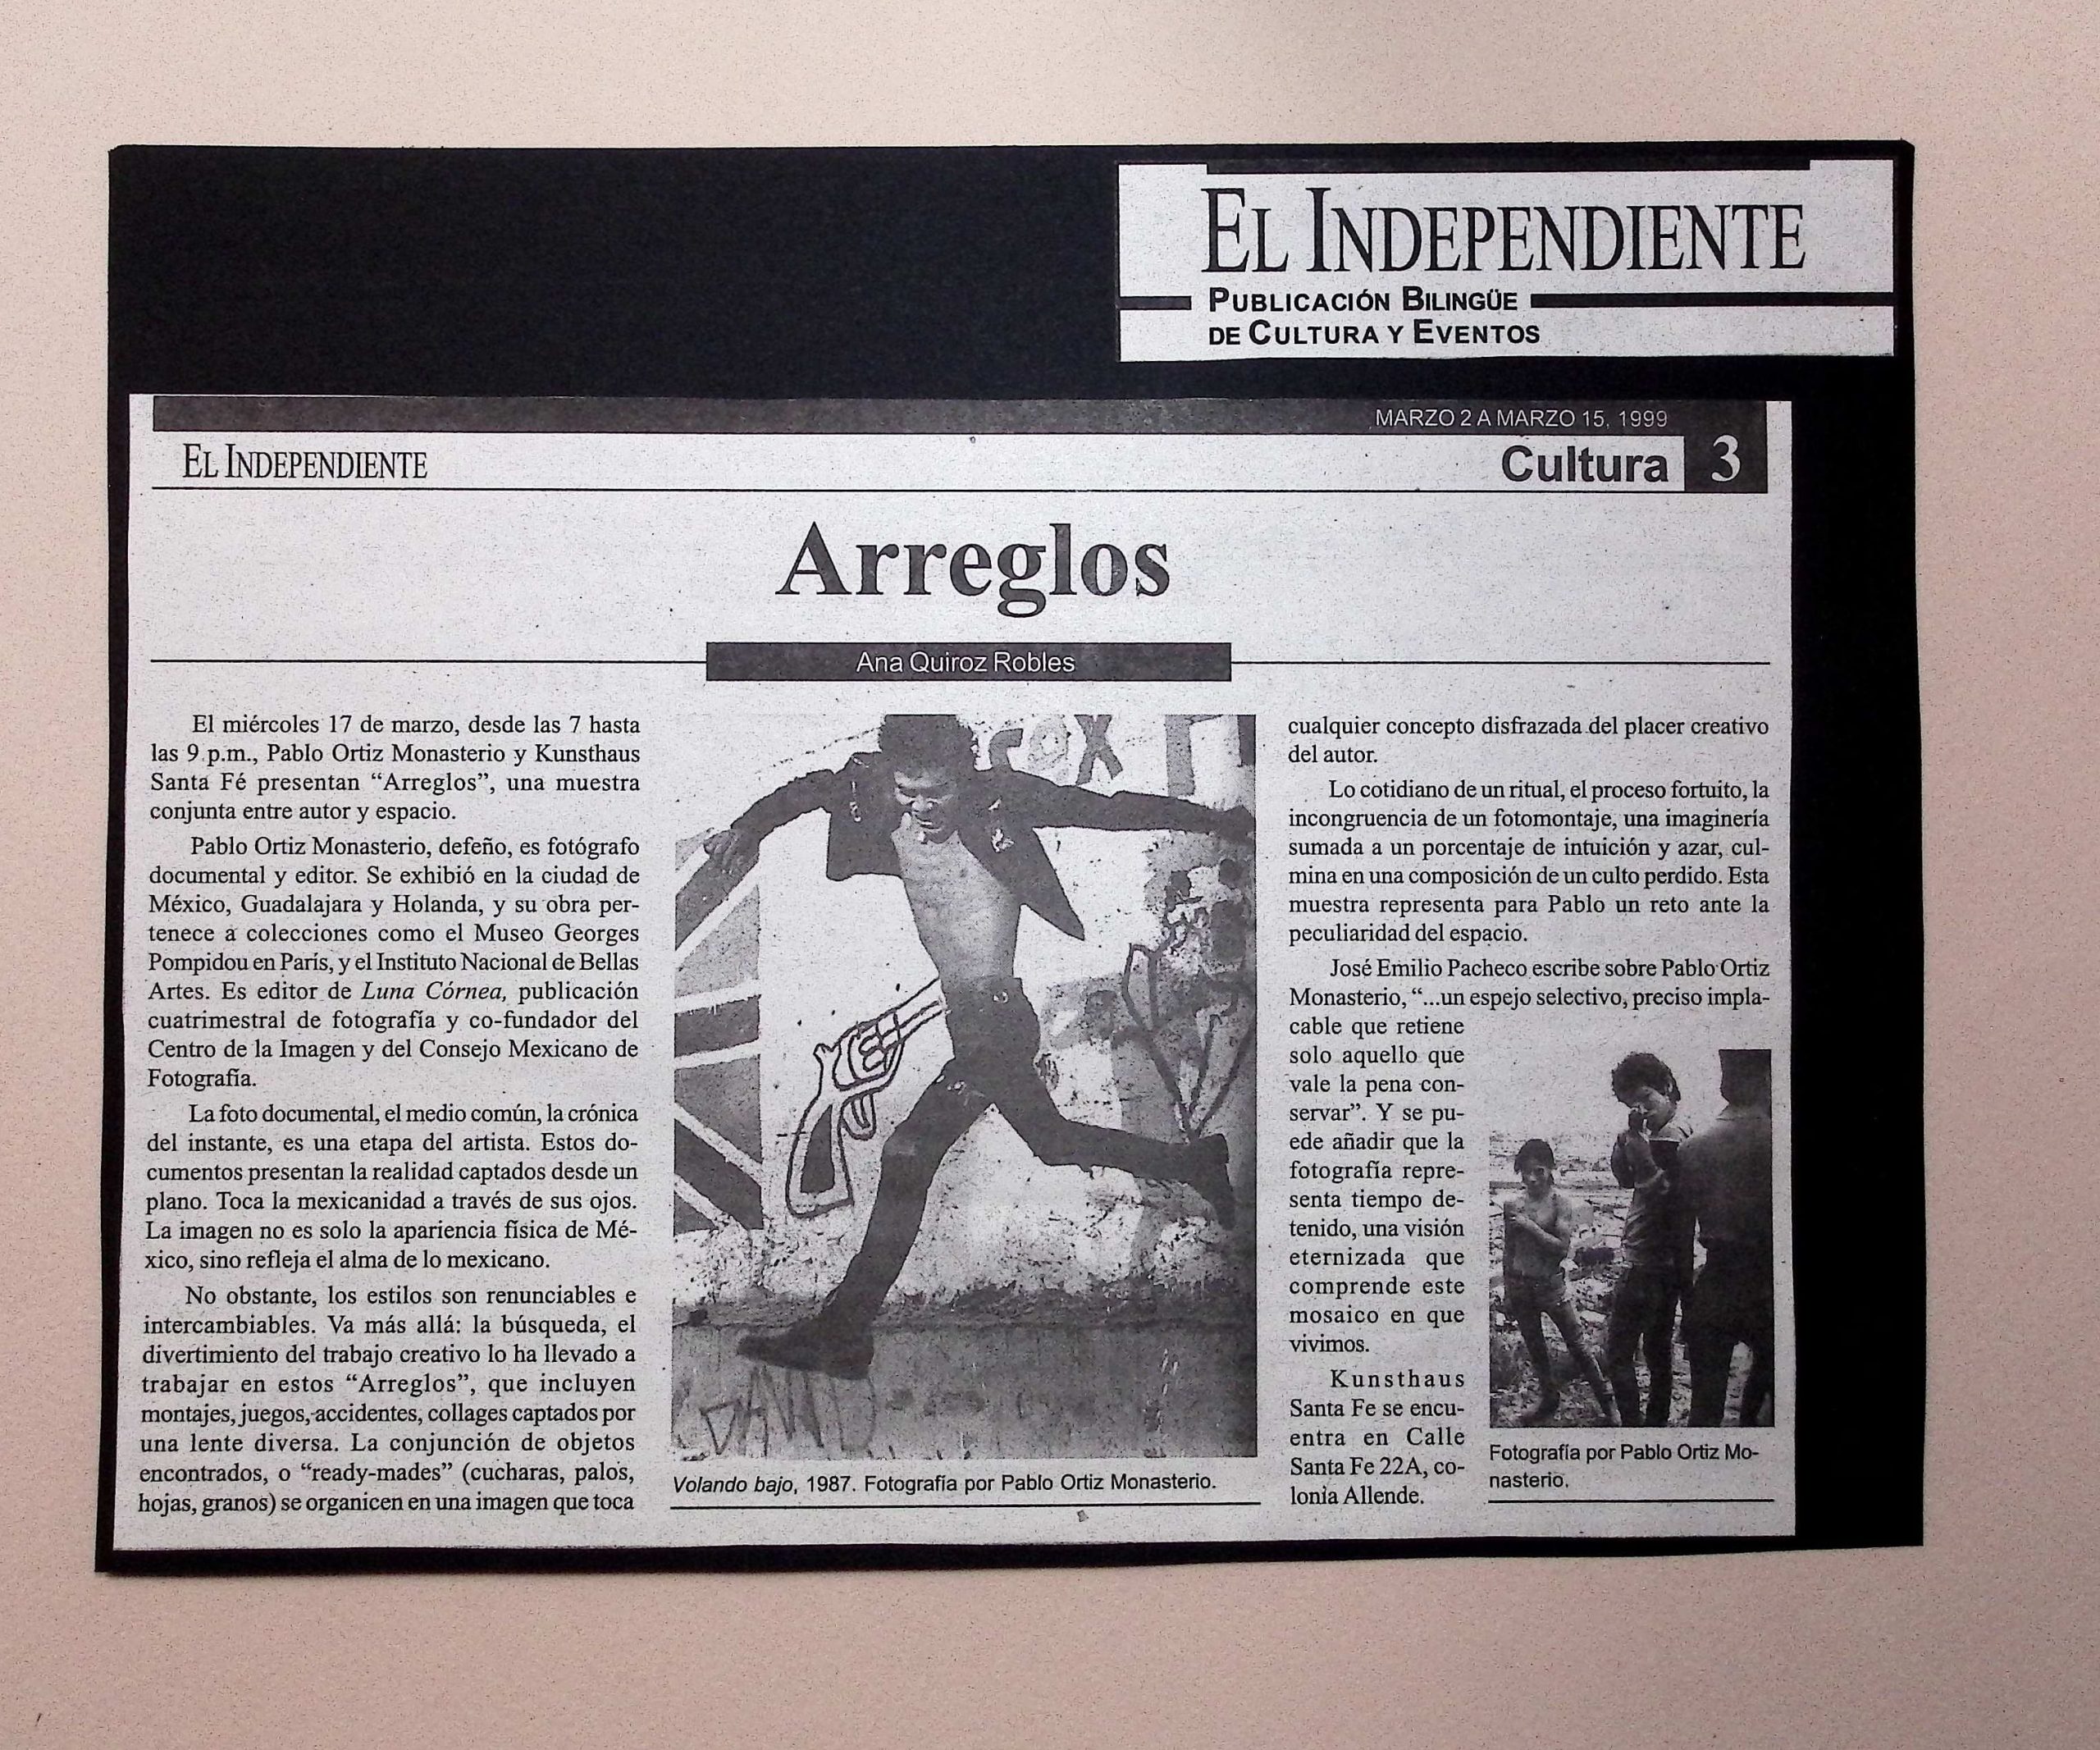 EL INDEPENDIENTE
PUBLICACIÓN BILINGÜE
DE CULTURA Y EVENTOS
MARZO 2 A MARZO 15, 1999
EL INDEPENDIENTE
Cultura 3
Arreglos
Ana Quiroz Robles
El miércoles 17 de marzo, desde las 7 hasta
las 9 p.m., Pablo Ortiz Monasterio y Kunsthaus
Santa Fé presentan “Arreglos”, una muestra
conjunta entre autor y espacio.
Pablo Ortiz Monasterio, defeño, es fotógrafo
documental y editor. Se exhibió en la ciudad de
México, Guadalajara y Holanda, y su obra per-
tenece a colecciones como el Museo Georges
Pompidou en París, y el Instituto Nacional de Bellas
Artes. Es editor de Luna Córnea, publicación
cuatrimestral de fotografía y co-fundador del
Centro de la Imagen y del Consejo Mexicano de
Fotografía.
La foto documental, el medio común, la crónica
del instante, es una etapa del artista. Estos do-
cumentos presentan la realidad captados desde un
plano. Toca la mexicanidad a través de sus ojos.
La imagen no es solo la apariencia física de Mé-
xico, sino refleja el alma de lo mexicano.
No obstante, los estilos son renunciables e
intercambiables. Va más allá: la búsqueda, el
divertimiento del trabajo creativo lo ha llevado a
trabajar en estos “Arreglos”, que incluyen
montajes, juegos, accidentes, collages captados por
una lente diversa. La conjunción de objetos
encontrados, o “ready-mades” (cucharas, palos,
hojas, granos) se organicen en una imagen que toca
DAVID
Volando bajo, 1987. Fotografía por Pablo Ortiz Monasterio.
cualquier concepto disfrazada del placer creativo
del autor.
Lo cotidiano de un ritual, el proceso fortuito, la
incongruencia de un fotomontaje, una imaginería
sumada a un porcentaje de intuición y azar, cul-
mina en una composición de un culto perdido. Esta
muestra representa para Pablo un reto ante la
peculiaridad del espacio.
José Emilio Pacheco escribe sobre Pablo Ortiz
Monasterio, “...un espejo selectivo, preciso impla-
cable que retiene
solo aquello que
vale la pena con-
servar”. Y se pu-
ede añadir que la
fotografía repre-
senta tiempo de-
tenido, una visión
eternizada que
comprende este
mosaico en que
vivimos.
Kunsthaus
Santa Fe se encu-
entra en Calle
Santa Fe 22A, co-
lonia Allende.
Fotografía por Pablo Ortiz Mo-
nasterio.